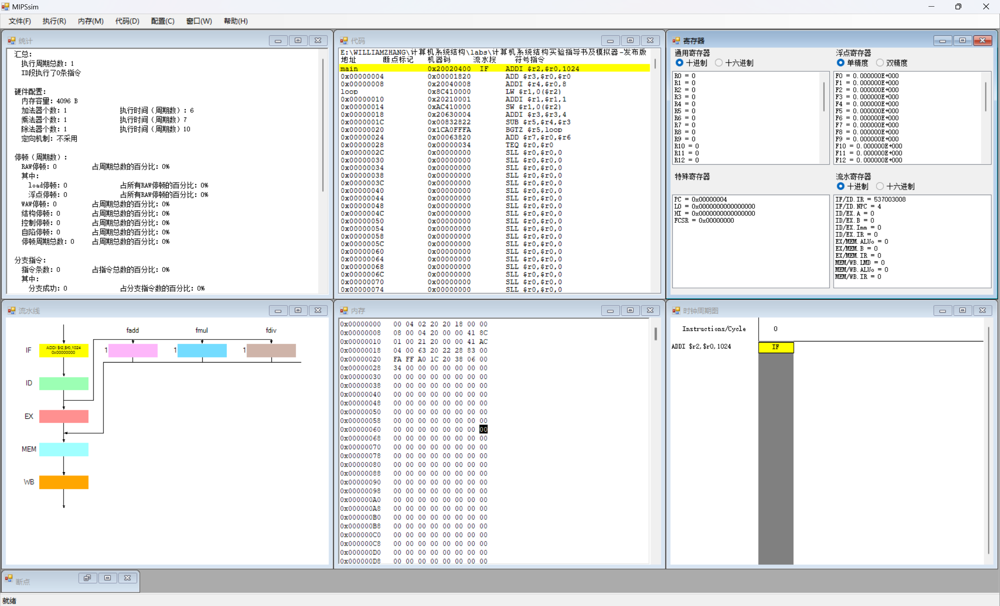 MIPSsim
文件(F) 执行(R) 内存(M) 代码(D) 配置(C) 窗口(W) 帮助(H)
统计
汇总:
执行周期总数: 1
ID段执行了0条指令
硬件配置:
内存容量: 4096 B
加法器个数: 1 执行时间（周期数）: 6
乘法器个数: 1 执行时间（周期数）7
除法器个数: 1 执行时间（周期数）10
定向机制: 不采用
停顿（周期数）:
RAW停顿: 0 占周期总数的百分比: 0%
其中:
load停顿: 0 占所有RAW停顿的百分比: 0%
浮点停顿: 0 占所有RAW停顿的百分比: 0%
WAW停顿: 0 占周期总数的百分比: 0%
结构停顿: 0 占周期总数的百分比: 0%
控制停顿: 0 占周期总数的百分比: 0%
自陷停顿: 0 占周期总数的百分比: 0%
停顿周期总数: 0 占周期总数的百分比: 0%
分支指令:
指令条数: 0 占指令总数的百分比: 0%
其中:
分支成功: 0 占分支指令数的百分比: 0%
代码
E:\WILLIAMZHANG\计算机系统结构\labs\计算机系统结构实验指导书及模拟器-发布版
地址 断点标记 机器码 流水段 符号指令
main 0x20020400 IF ADDI $r2,$r0,1024
0x00000004 0x00001820 ADD $r3,$r0,$r0
0x00000008 0x20040008 ADDI $r4,$r0,8
loop 0x8C410000 LW $r1,0($r2)
0x00000010 0x20210001 ADDI $r1,$r1,1
0x00000014 0xAC410000 SW $r1,0($r2)
0x00000018 0x20630004 ADDI $r3,$r3,4
0x0000001C 0x00832822 SUB $r5,$r4,$r3
0x00000020 0x1CA0FFFA BGTZ $r5,loop
0x00000024 0x00063820 ADD $r7,$r0,$r6
0x00000028 0x00000034 TEQ $r0,$r0
0x0000002C 0x00000000 SLL $r0,$r0,0
0x00000030 0x00000000 SLL $r0,$r0,0
0x00000034 0x00000000 SLL $r0,$r0,0
0x00000038 0x00000000 SLL $r0,$r0,0
0x0000003C 0x00000000 SLL $r0,$r0,0
0x00000040 0x00000000 SLL $r0,$r0,0
0x00000044 0x00000000 SLL $r0,$r0,0
0x00000048 0x00000000 SLL $r0,$r0,0
0x0000004C 0x00000000 SLL $r0,$r0,0
0x00000050 0x00000000 SLL $r0,$r0,0
0x00000054 0x00000000 SLL $r0,$r0,0
0x00000058 0x00000000 SLL $r0,$r0,0
0x0000005C 0x00000000 SLL $r0,$r0,0
0x00000060 0x00000000 SLL $r0,$r0,0
0x00000064 0x00000000 SLL $r0,$r0,0
0x00000068 0x00000000 SLL $r0,$r0,0
0x0000006C 0x00000000 SLL $r0,$r0,0
0x00000070 0x00000000 SLL $r0,$r0,0
0x00000074 0x00000000 SLL $r0,$r0,0
寄存器
通用寄存器
十进制 十六进制
R0 = 0
R1 = 0
R2 = 0
R3 = 0
R4 = 0
R5 = 0
R6 = 0
R7 = 0
R8 = 0
R9 = 0
R10 = 0
R11 = 0
R12 = 0
浮点寄存器
单精度 双精度
F0 = 0.000000E+000
F1 = 0.000000E+000
F2 = 0.000000E+000
F3 = 0.000000E+000
F4 = 0.000000E+000
F5 = 0.000000E+000
F6 = 0.000000E+000
F7 = 0.000000E+000
F8 = 0.000000E+000
F9 = 0.000000E+000
F10 = 0.000000E+000
F11 = 0.000000E+000
F12 = 0.000000E+000
特殊寄存器
PC = 0x00000004
LO = 0x0000000000000000
HI = 0x0000000000000000
FCSR = 0x00000000
流水寄存器
十进制 十六进制
IF/ID.IR = 537003008
IF/ID.NPC = 4
ID/EX.A = 0
ID/EX.B = 0
ID/EX.Imm = 0
ID/EX.IR = 0
EX/MEM.ALUo = 0
EX/MEM.B = 0
EX/MEM.IR = 0
MEM/WB.LMD = 0
MEM/WB.ALUo = 0
MEM/WB.IR = 0
流水线
fadd fmul fdiv
IF ADDI $r2,$r0,1024 1 1 1
0x00000000
ID
EX
MEM
WB
内存
0x00000000 00 04 02 20 20 18 00 00
0x00000008 08 00 04 20 00 00 41 8C
0x00000010 01 00 21 20 00 00 41 AC
0x00000018 04 00 63 20 22 28 83 00
0x00000020 FA FF A0 1C 20 38 06 00
0x00000028 34 00 00 00 00 00 00 00
0x00000030 00 00 00 00 00 00 00 00
0x00000038 00 00 00 00 00 00 00 00
0x00000040 00 00 00 00 00 00 00 00
0x00000048 00 00 00 00 00 00 00 00
0x00000050 00 00 00 00 00 00 00 00
0x00000058 00 00 00 00 00 00 00 00
0x00000060 00 00 00 00 00 00 00 00
0x00000068 00 00 00 00 00 00 00 00
0x00000070 00 00 00 00 00 00 00 00
0x00000078 00 00 00 00 00 00 00 00
0x00000080 00 00 00 00 00 00 00 00
0x00000088 00 00 00 00 00 00 00 00
0x00000090 00 00 00 00 00 00 00 00
0x00000098 00 00 00 00 00 00 00 00
0x000000A0 00 00 00 00 00 00 00 00
0x000000A8 00 00 00 00 00 00 00 00
0x000000B0 00 00 00 00 00 00 00 00
0x000000B8 00 00 00 00 00 00 00 00
0x000000C0 00 00 00 00 00 00 00 00
0x000000C8 00 00 00 00 00 00 00 00
0x000000D0 00 00 00 00 00 00 00 00
0x000000D8 00 00 00 00 00 00 00 00
时钟周期图
Instructions/Cycle 0
ADDI $r2,$r0,1024 IF
断点
就绪